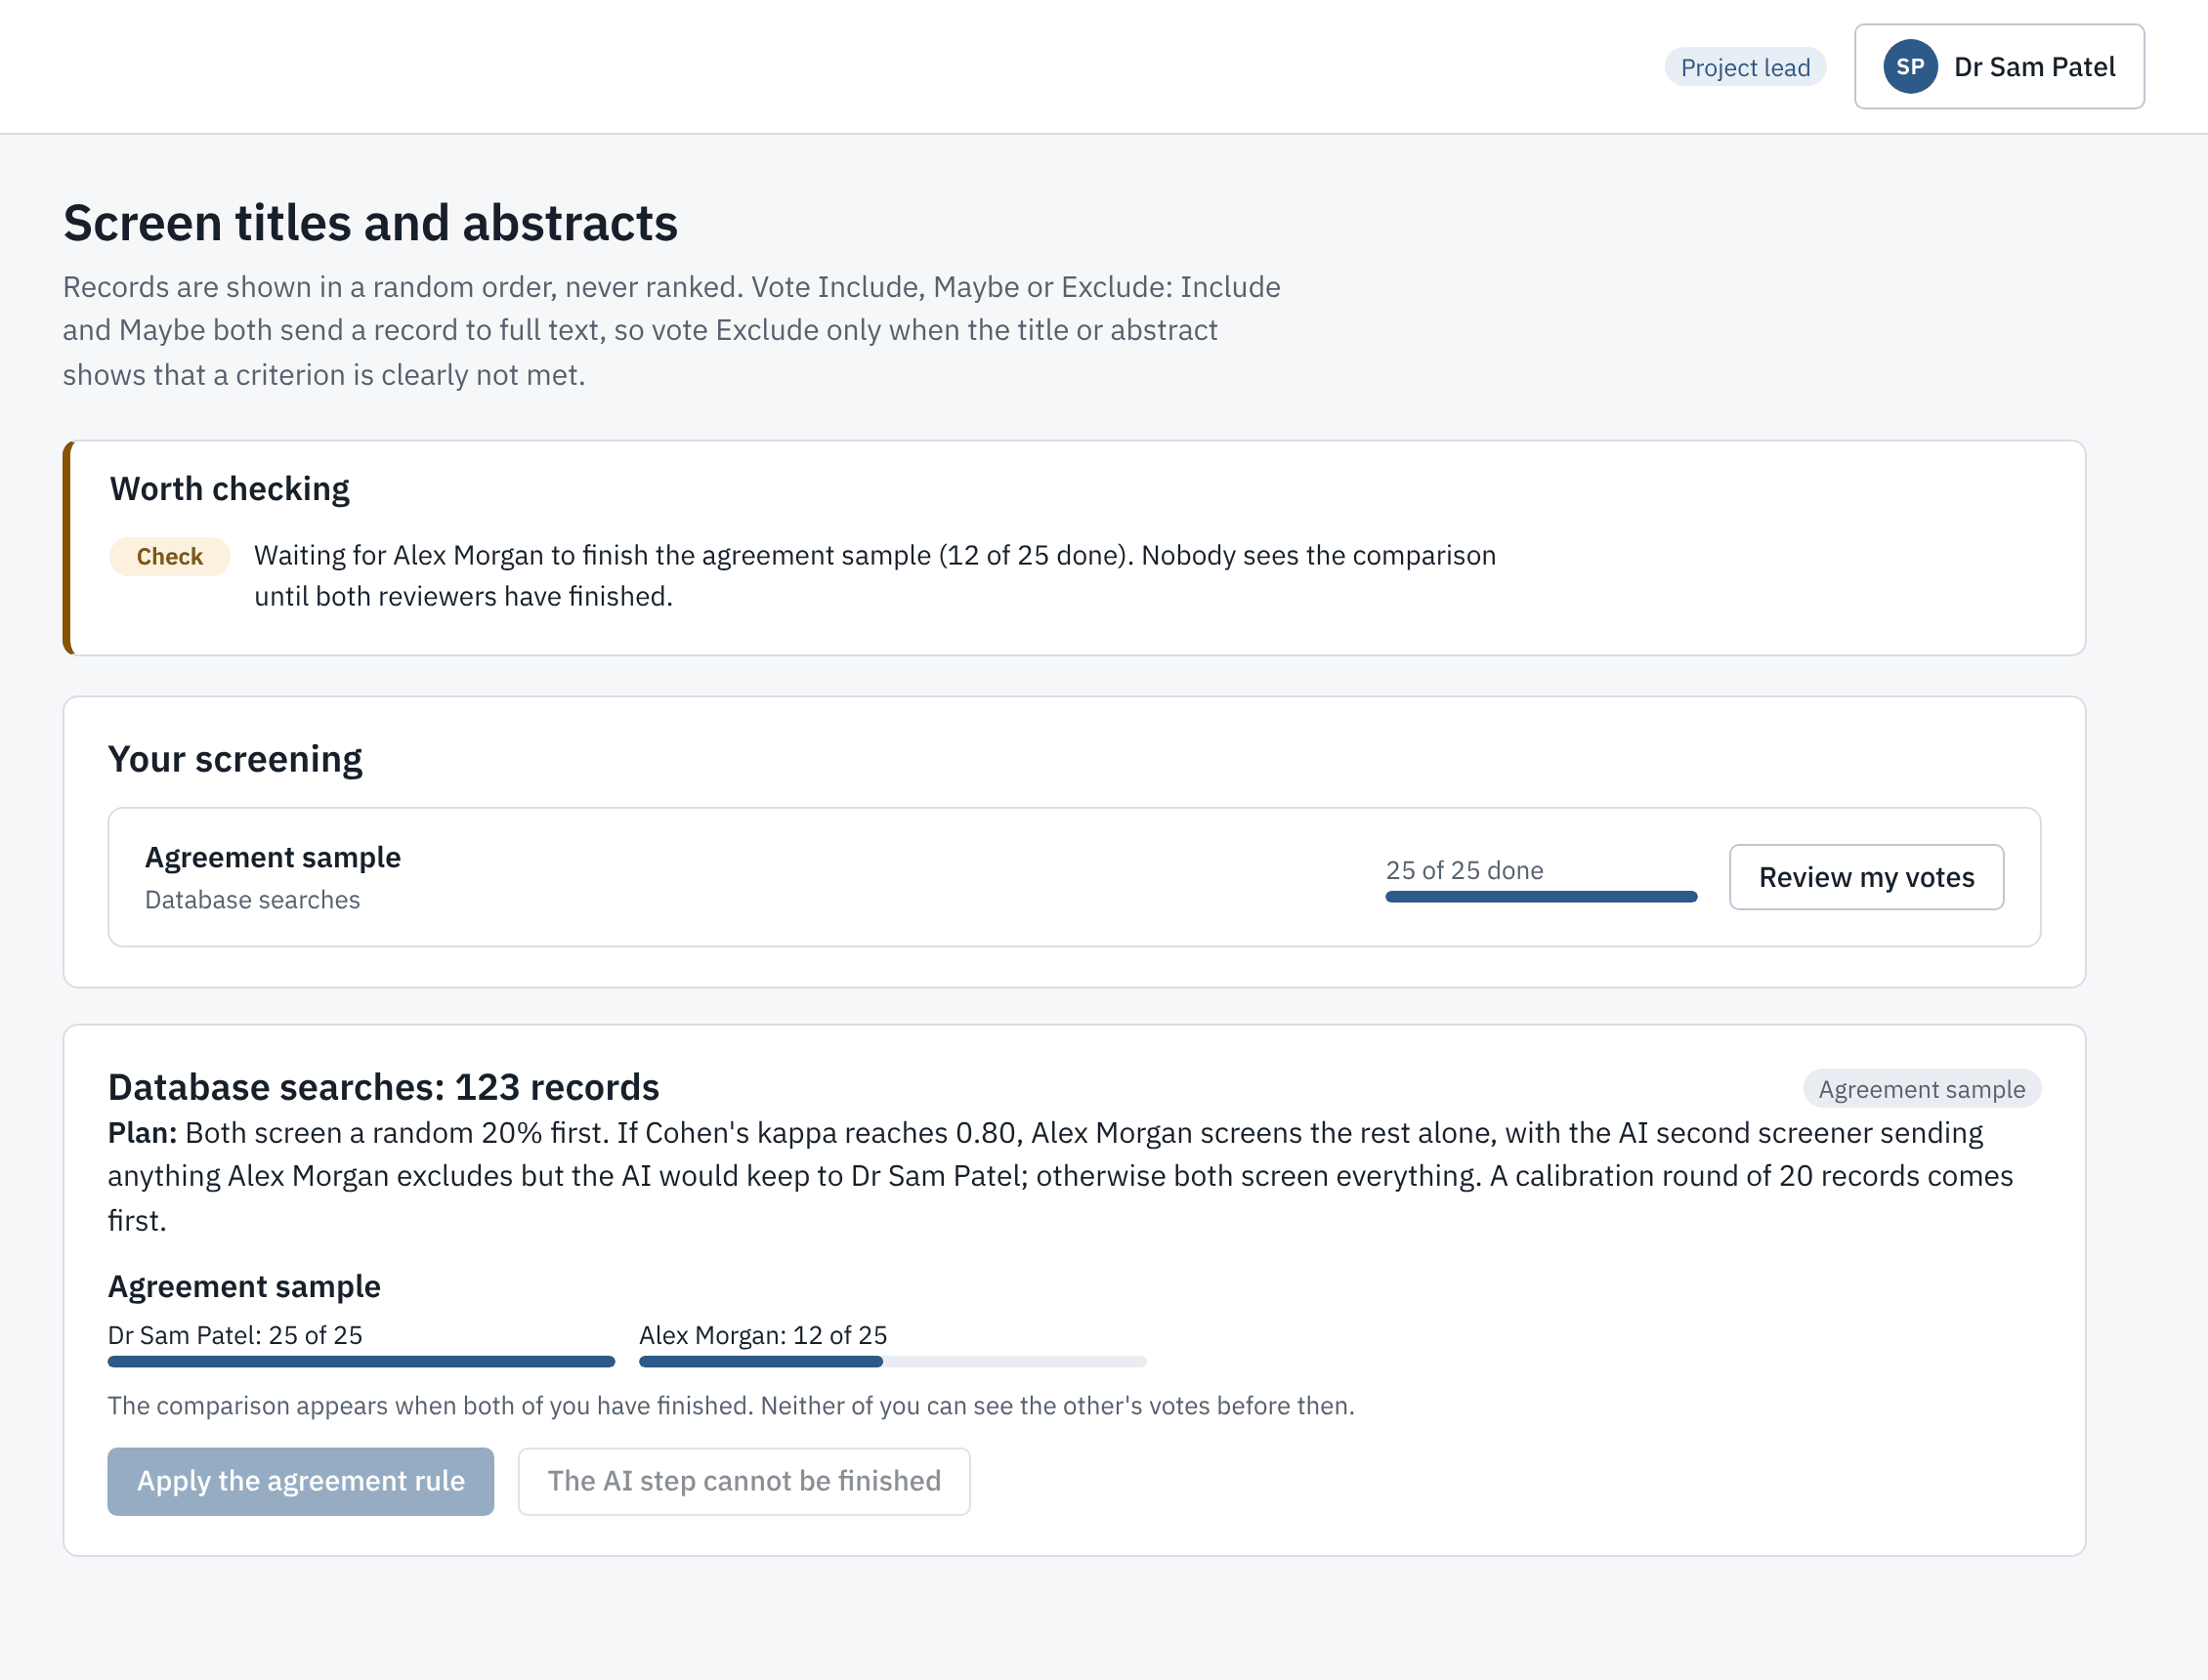 Project lead
SP
Dr Sam Patel
Screen titles and abstracts
Records are shown in a random order, never ranked. Vote Include, Maybe or Exclude: Include
and Maybe both send a record to full text, so vote Exclude only when the title or abstract
shows that a criterion is clearly not met.
Worth checking
Check
Waiting for Alex Morgan to finish the agreement sample (12 of 25 done). Nobody sees the comparison
until both reviewers have finished.
Your screening
Agreement sample
Database searches
25 of 25 done
Review my votes
Database searches: 123 records
Agreement sample
Plan: Both screen a random 20% first. If Cohen's kappa reaches 0.80, Alex Morgan screens the rest alone, with the AI second screener sending
anything Alex Morgan excludes but the AI would keep to Dr Sam Patel; otherwise both screen everything. A calibration round of 20 records comes
first.
Agreement sample
Dr Sam Patel: 25 of 25
Alex Morgan: 12 of 25
The comparison appears when both of you have finished. Neither of you can see the other's votes before then.
Apply the agreement rule
The AI step cannot be finished